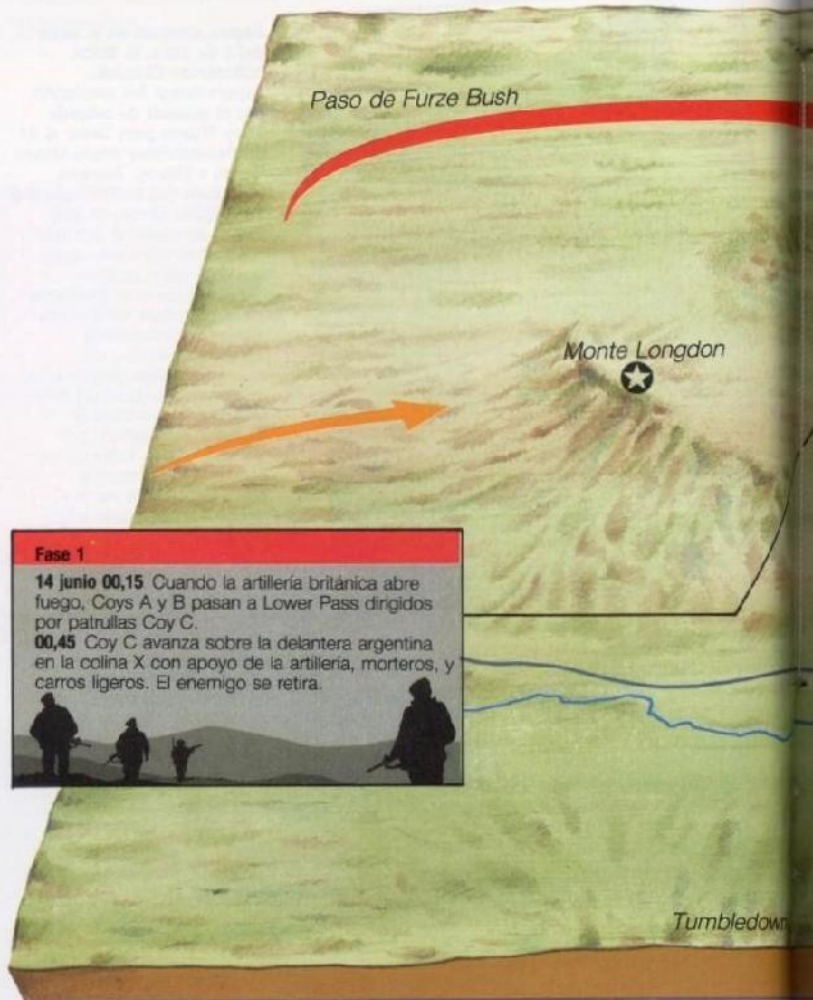 Paso de Furze Bush
Monte Longdon
Fase 1
14 junio 00,15 Cuando la artillería británica abre
fuego, Coys A y B pasan a Lower Pass dirigidos
por patrullas Coy C.
00,45 Coy C avanza sobre la delantera argentina
en la colina X con apoyo de la artillería, morteros, y
carros ligeros. El enemigo se retira.
Tumbledown